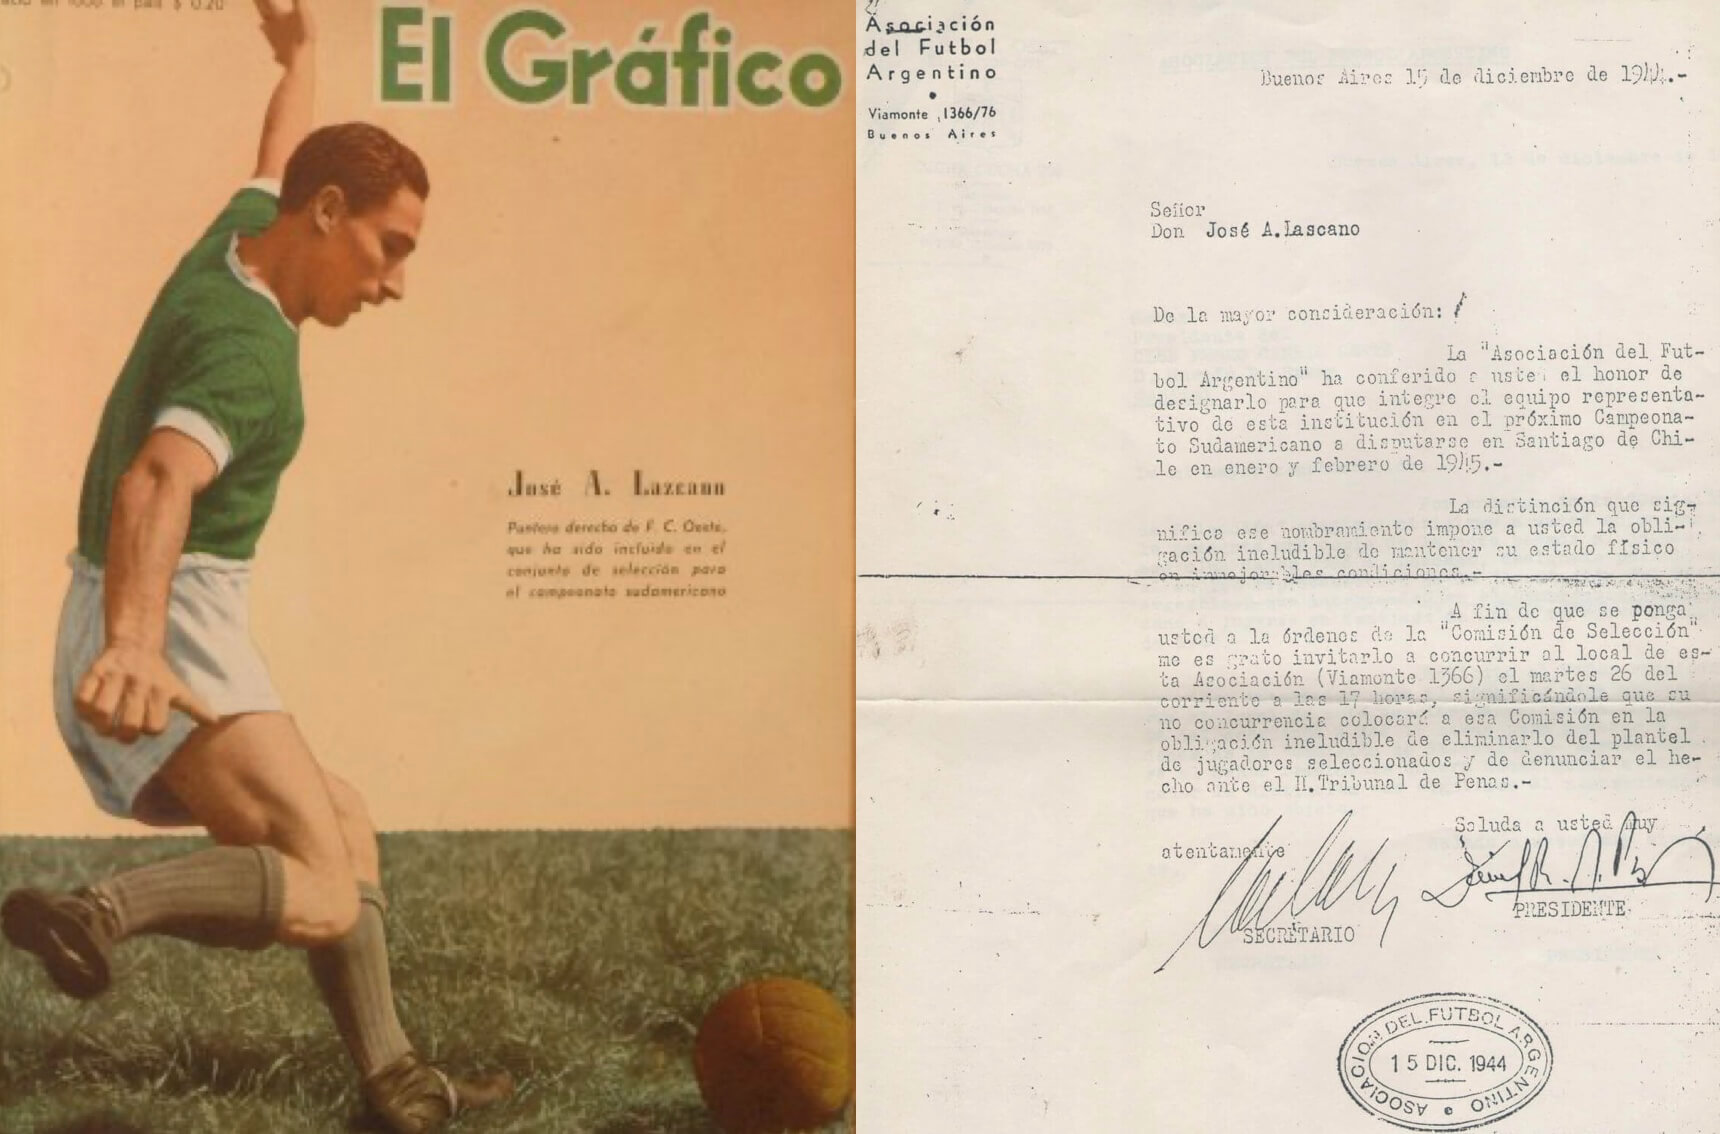 en todo el país $ 0.20
El Gráfico
José A. Lazcano
Puntero derecho de F. C. Oeste,
que ha sido incluido en el
conjunto de selección para
el campeonato sudamericano
Asociación
del Futbol
Argentino
Viamonte 1366/76
Buenos Aires
Buenos Aires 15 de diciembre de 1944.-
Señor
Don José A.Lascano
De la mayor consideración:
La "Asociación del Fut-
bol Argentino" ha conferido a usted el honor de
designarlo para que integre el equipo representa-
tivo de esta institución en el próximo Campeona-
to Sudamericano a disputarse en Santiago de Chi-
le en enero y febrero de 1945.-
La distinción que sig-
nifica ese nombramiento impone a usted la obli-
gación ineludible de mantener su estado físico
en inmejorables condiciones.-
A fin de que se ponga
usted a la órdenes de la "Comisión de Selección"
me es grato invitarlo a concurrir al local de es-
ta Asociación (Viamonte 1366) el martes 26 del
corriente a las 17 horas, significándole que su
no concurrencia colocará a esa Comisión en la
obligación ineludible de eliminarlo del plantel
de jugadores seleccionados y de denunciar el he-
cho ante el H.Tribunal de Penas.-
Saluda a usted muy
atentamente
PRESIDENTE
SECRETARIO
ASOCIACION DEL FUTBOL ARGENTINO
15 DIC. 1944